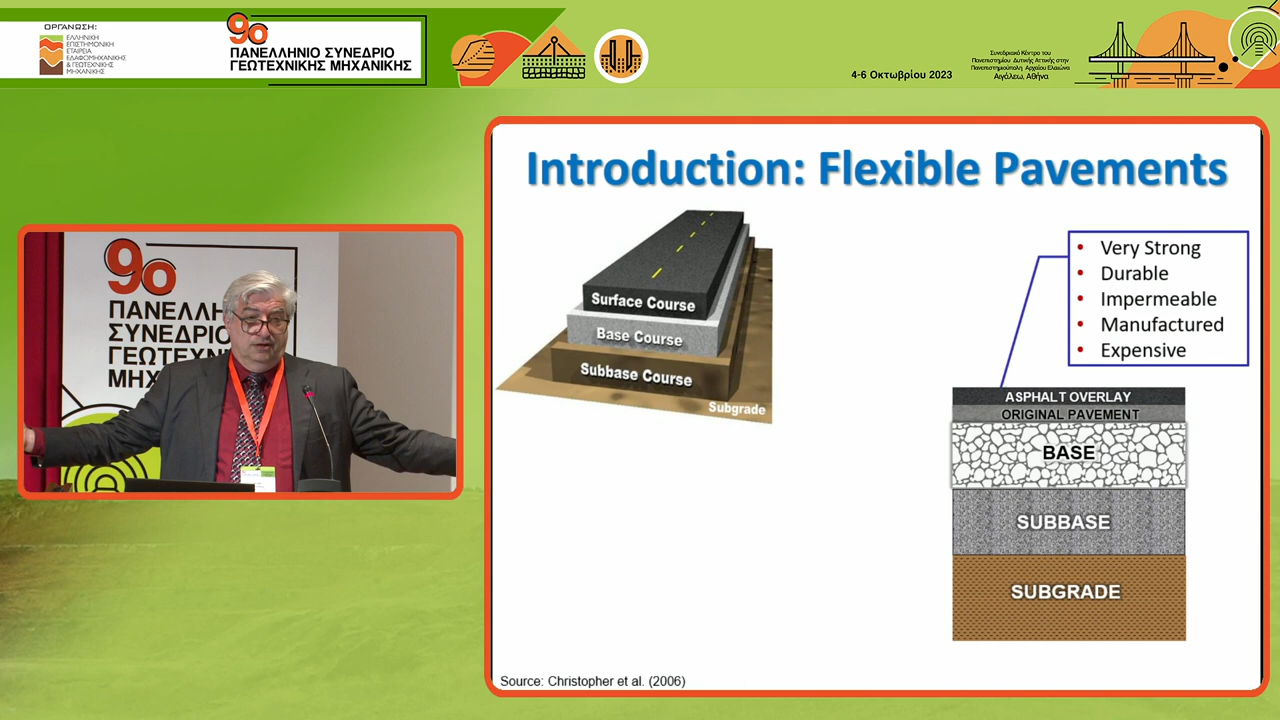 ΟΡΓΑΝΩΣΗ:
ΕΛΛΗΝΙΚΗ
ΕΠΙΣΤΗΜΟΝΙΚΗ
ΕΤΑΙΡΕΙΑ
ΕΔΑΦΟΜΗΧΑΝΙΚΗΣ
& ΓΕΩΤΕΧΝΙΚΗΣ
ΜΗΧΑΝΙΚΗΣ
9ο
ΠΑΝΕΛΛΗΝΙΟ ΣΥΝΕΔΡΙΟ
ΓΕΩΤΕΧΝΙΚΗΣ ΜΗΧΑΝΙΚΗΣ
4-6 Οκτωβρίου 2023
Συνεδριακό Κέντρο του
Πανεπιστημίου Δυτικής Αττικής στην
Πανεπιστημιούπολη Αρχαίου Ελαιώνα
Αιγάλεω, Αθήνα
9ο
ΠΑΝΕΛΛΗ
ΣΥΝΕΔΡΙΟ
ΓΕΩΤΕΧΝ
ΜΗΧ
Introduction: Flexible Pavements
Surface Course
Base Course
Subbase Course
Subgrade
• Very Strong
• Durable
• Impermeable
• Manufactured
• Expensive
ASPHALT OVERLAY
ORIGINAL PAVEMENT
BASE
SUBBASE
SUBGRADE
Source: Christopher et al. (2006)